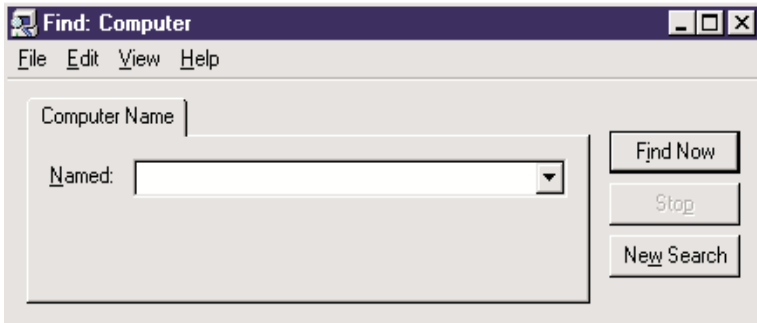 Find: Computer
File Edit View Help
Computer Name
Named:
Find Now
Stop
New Search